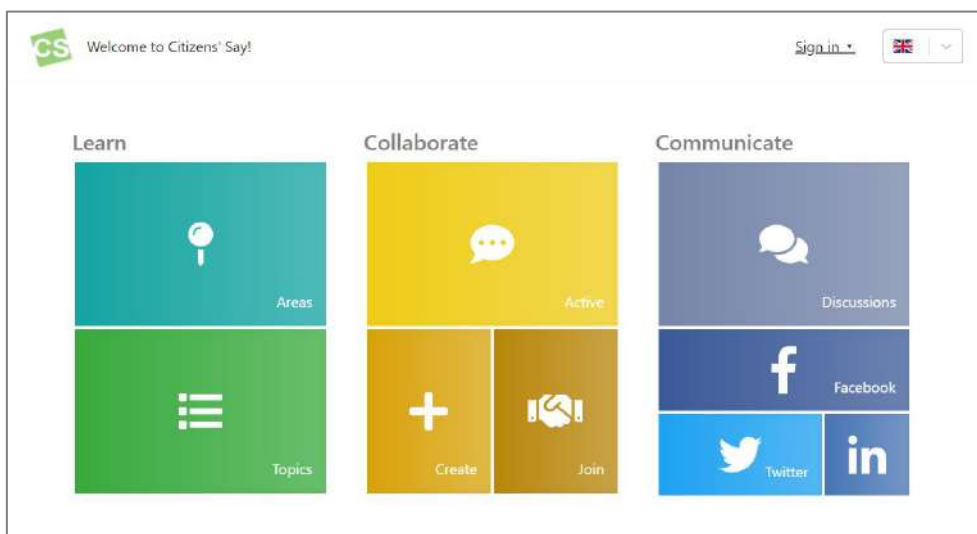 CS
Welcome to Citizens' Say!
Sign in
Learn
Collaborate
Communicate
Areas
Active
Discussions
Facebook
Topics
Create
Join
Twitter
in